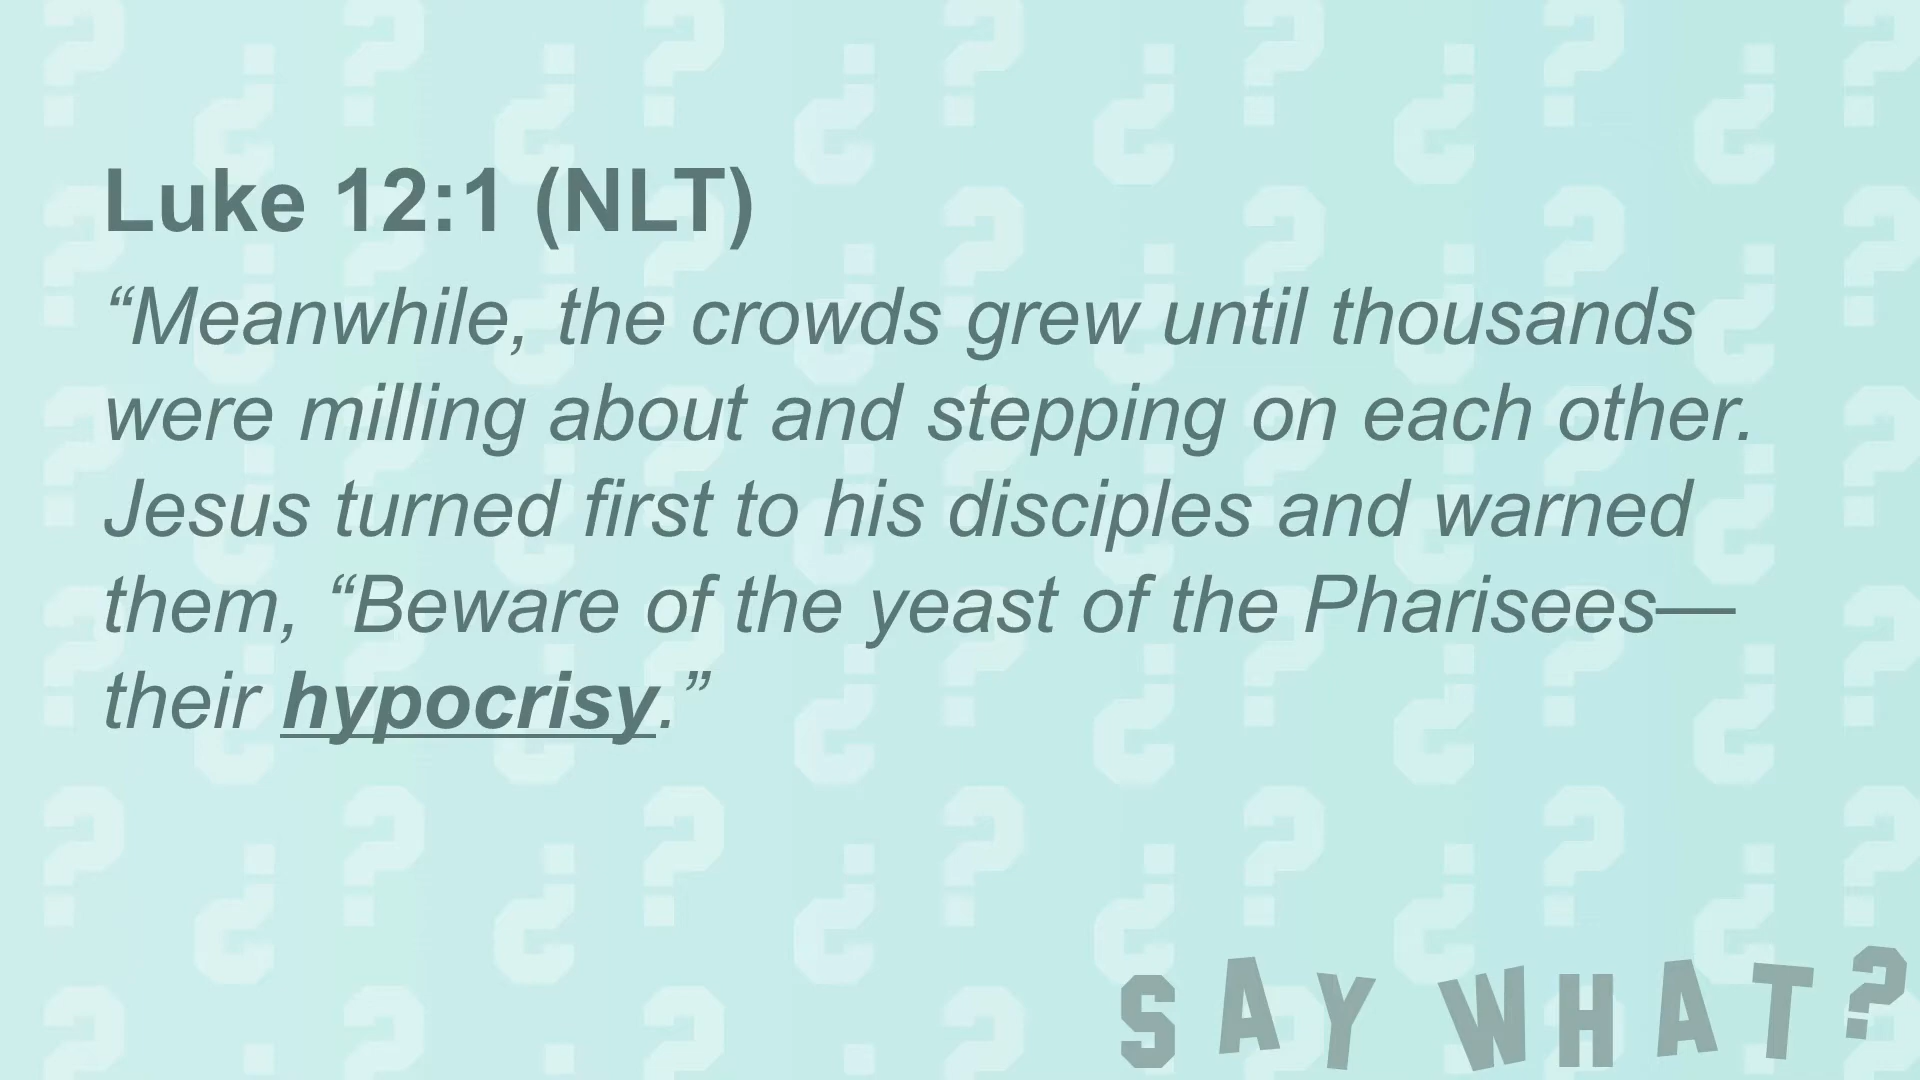 Luke 12:1 (NLT)
“Meanwhile, the crowds grew until thousands
were milling about and stepping on each other.
Jesus turned first to his disciples and warned
them, “Beware of the yeast of the Pharisees—
their hypocrisy.”
SAY WHAT?